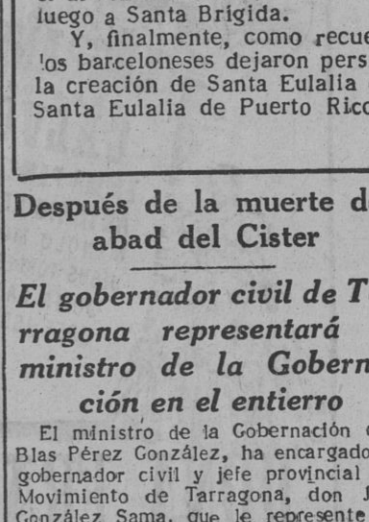 luego a Santa Brigida.
Y, finalmente, como recue
los barceloneses dejaron pers
la creación de Santa Eulalia
Santa Eulalia de Puerto Rico
Después de la muerte d
abad del Cister
El gobernador civil de T
rragona representará
ministro de la Gobern
ción en el entierro
El ministro de la Gobernación
Blas Pérez González, ha encargado
gobernador civil y jefe provincial
Movimiento de Tarragona, don J
González Sama, que le represente